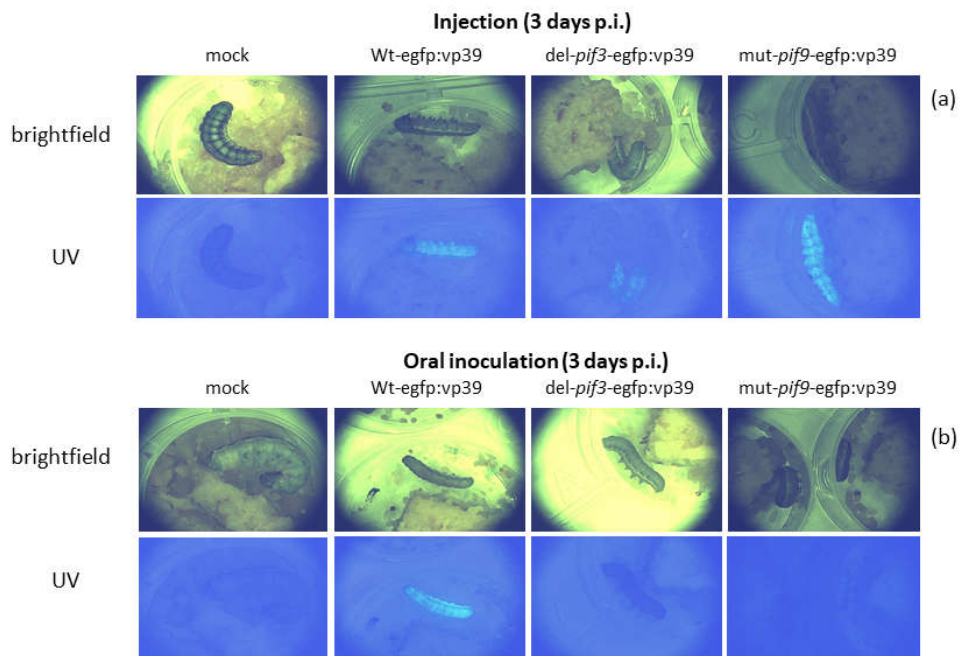 Injection (3 days p.i.)
mock Wt-egfp:vp39 del-pif3-egfp:vp39 mut-pif9-egfp:vp39
(a)
brightfield
UV
Oral inoculation (3 days p.i.)
mock Wt-egfp:vp39 del-pif3-egfp:vp39 mut-pif9-egfp:vp39
(b)
brightfield
UV